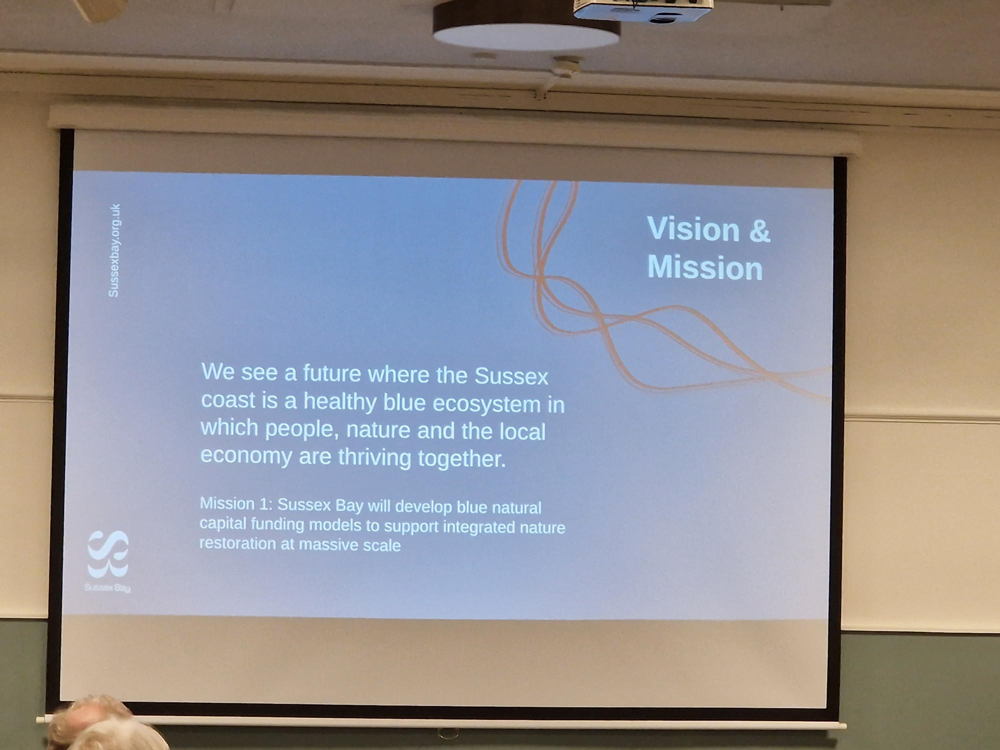 Sussexbay.org.uk
Vision &
Mission
We see a future where the Sussex
coast is a healthy blue ecosystem in
which people, nature and the local
economy are thriving together.
Mission 1: Sussex Bay will develop blue natural
capital funding models to support integrated nature
restoration at massive scale
Sussex Bay